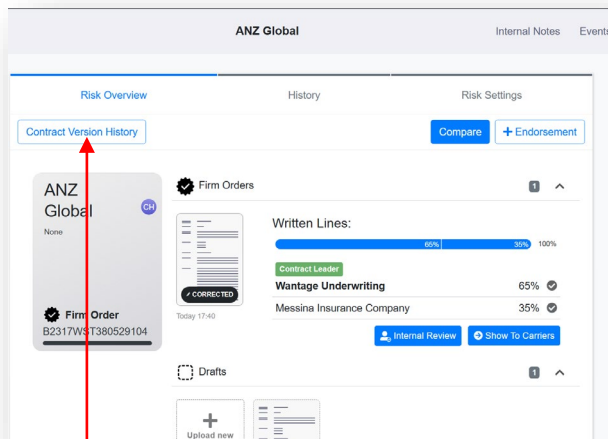 ANZ Global
Internal Notes
Events
Risk Overview
History
Risk Settings
Contract Version History
Compare
+ Endorsement
ANZ
Global
CH
None
Firm Order
B2317WST380529104
Firm Orders
1
CORRECTED
Today 17:40
Written Lines:
65%
35%
100%
Contract Leader
Wantage Underwriting 65%
Messina Insurance Company 35%
Internal Review
Show To Carriers
Drafts
1
Upload new